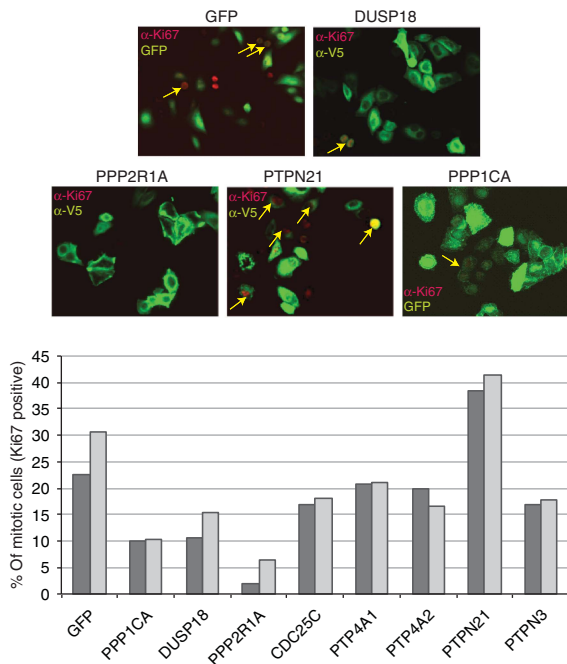 GFP
DUSP18
α-Ki67
GFP
α-Ki67
α-V5
PPP2R1A
PTPN21
PPP1CA
α-Ki67
α-V5
α-Ki67
α-V5
α-Ki67
GFP
% Of mitotic cells (Ki67 positive)
45
40
35
30
25
20
15
10
5
0
GFP
PPP1CA
DUSP18
PPP2R1A
CDC25C
PTP4A1
PTP4A2
PTPN21
PTPN3